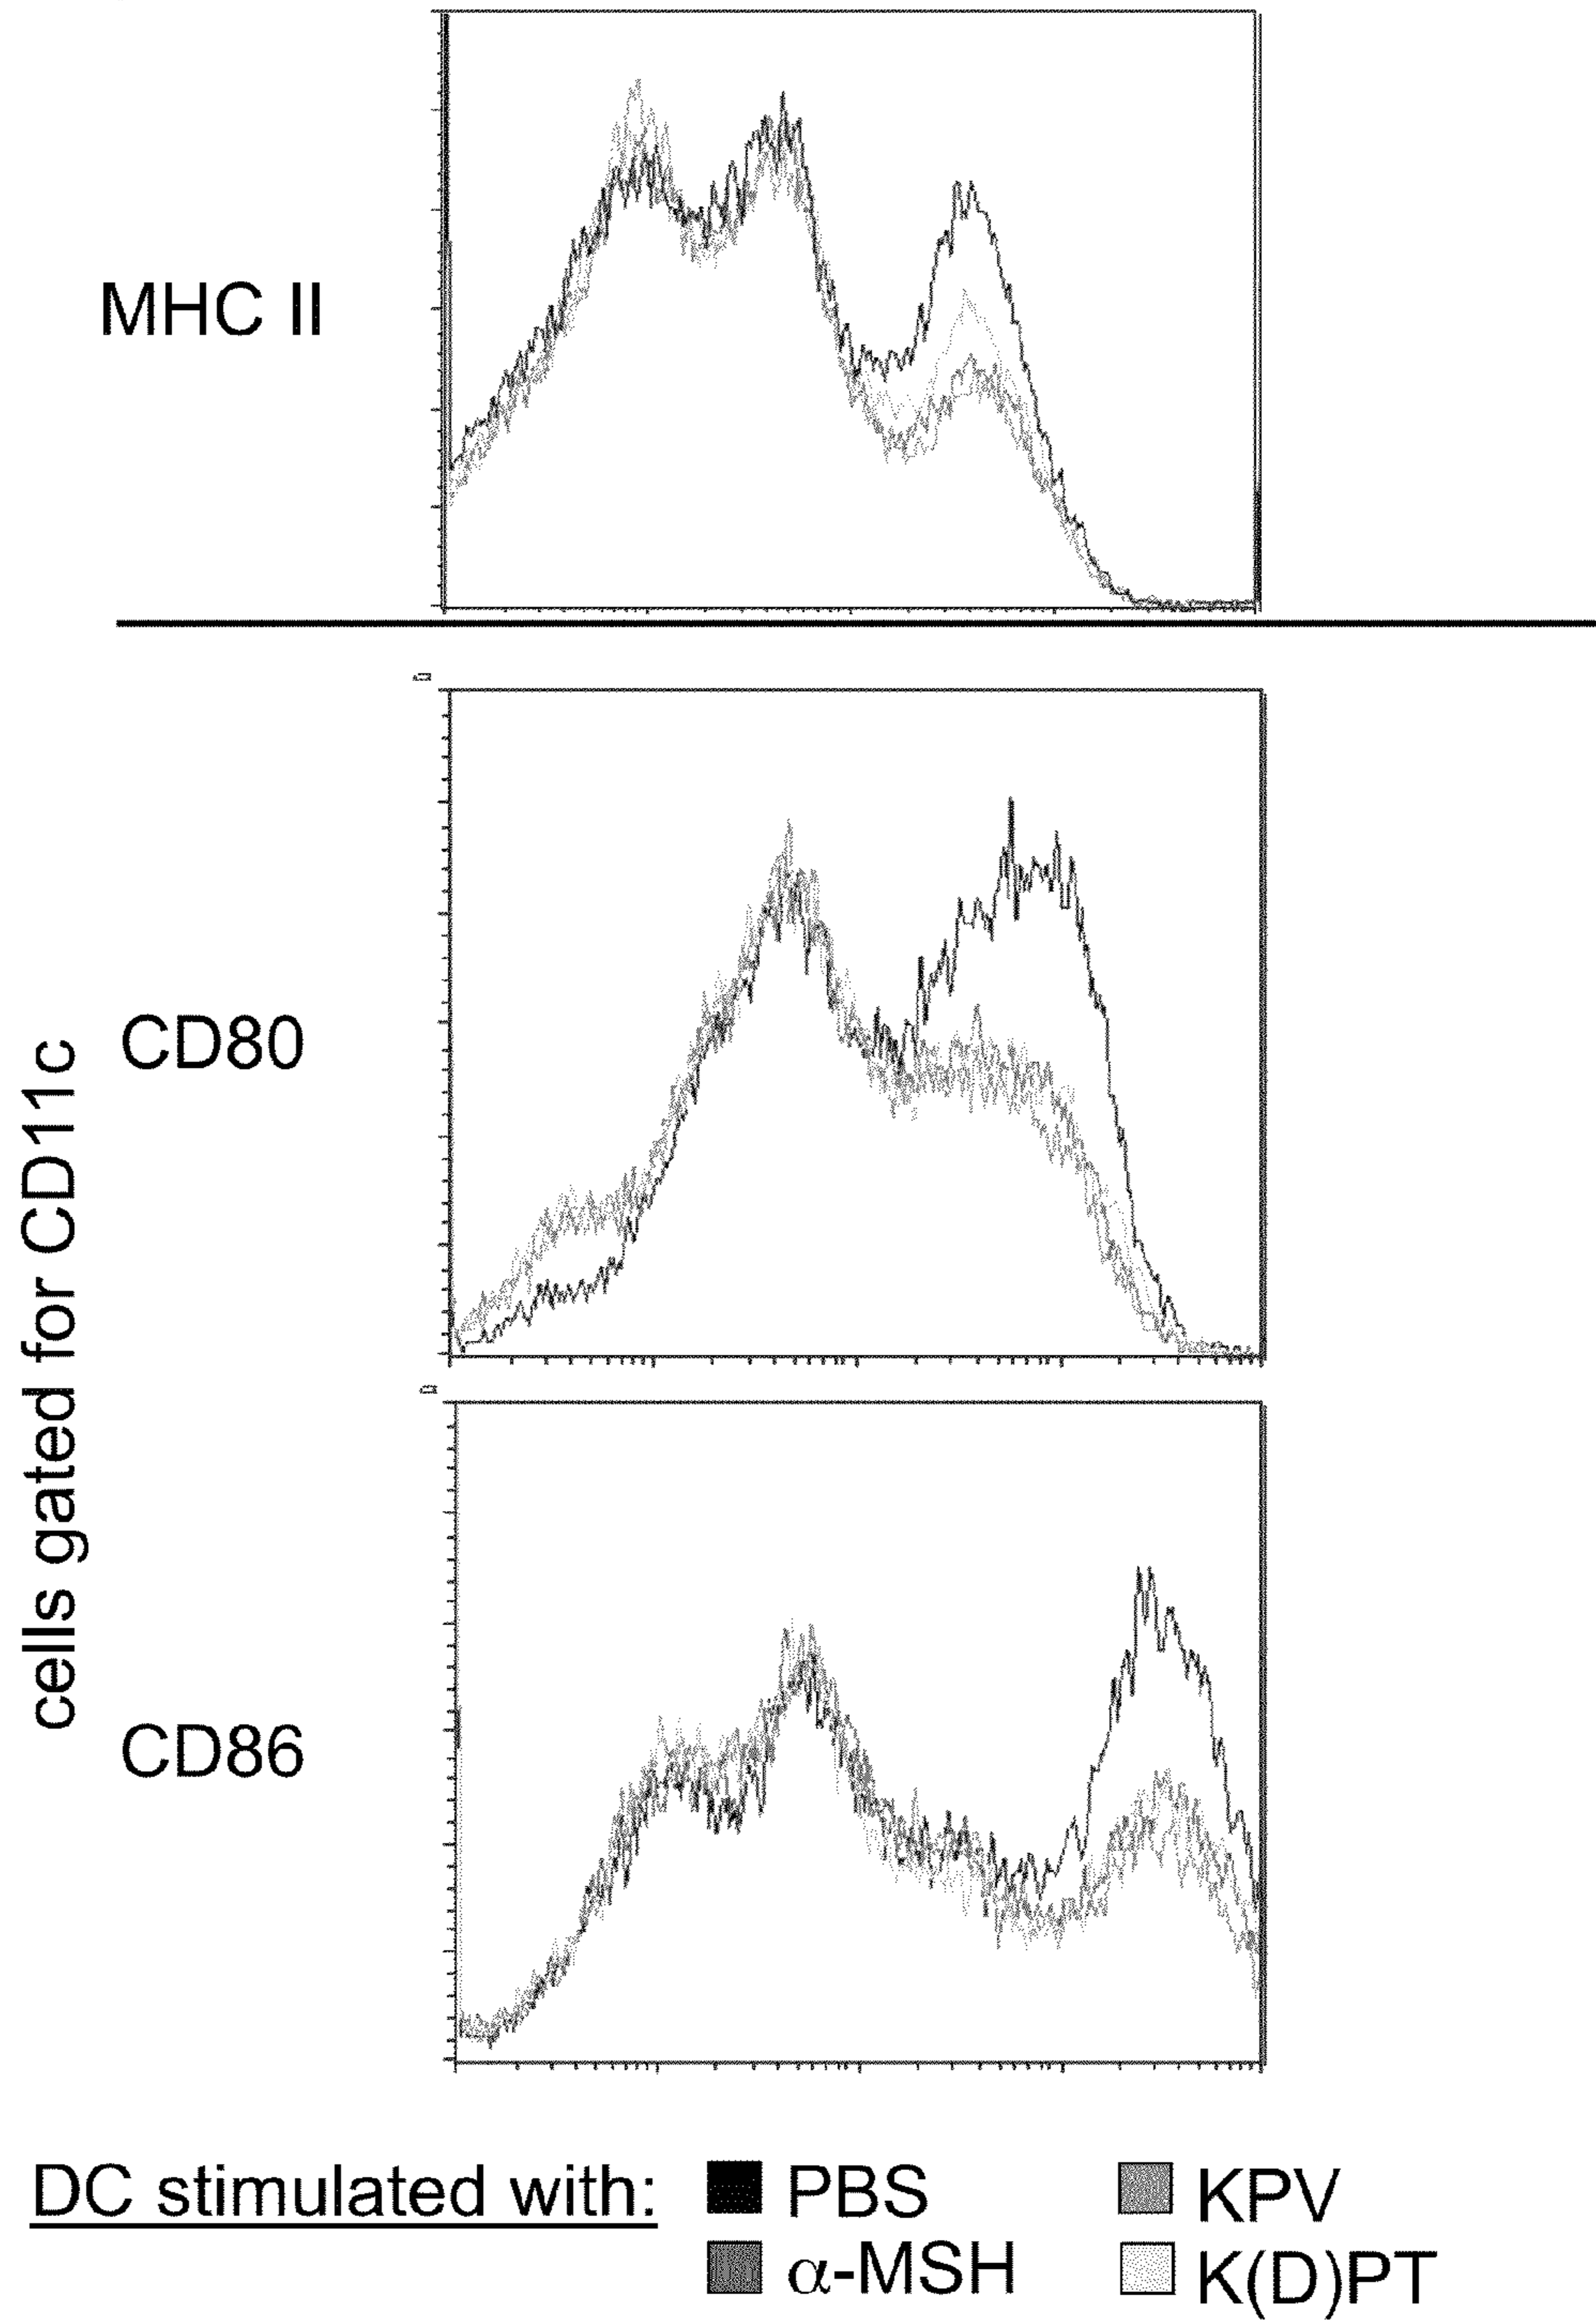 MHC II
cells gated for CD11c
CD80
CD86
DC stimulated with:
PBS
KPV
α-MSH
K(D)PT